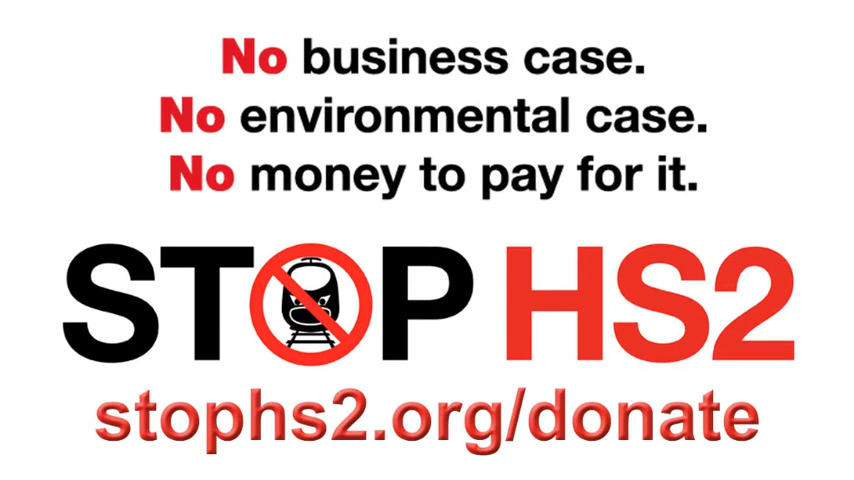 No business case.
No environmental case.
No money to pay for it.
STOP HS2
stophs2.org/donate